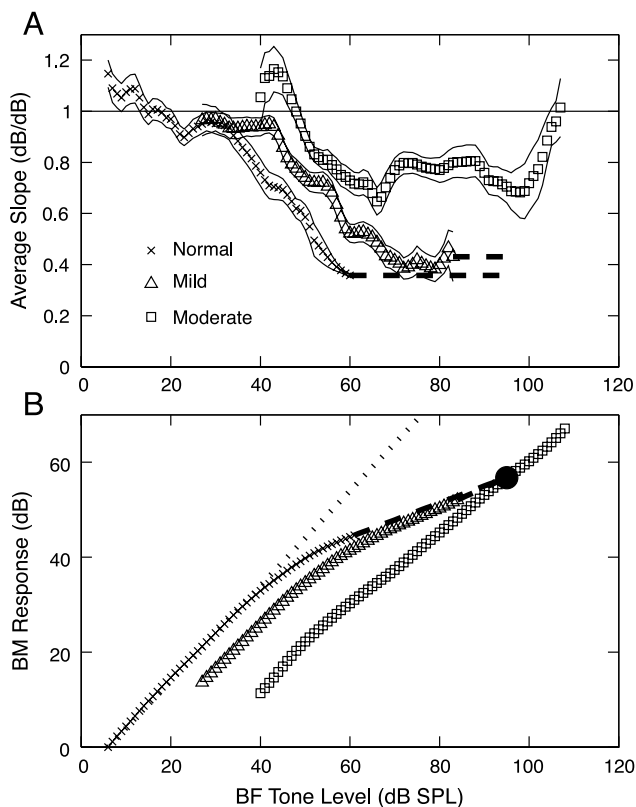 A
1.2
1
0.8
0.6
0.4
0.2
0
Average Slope (dB/dB)
Normal
Mild
Moderate
0 20 40 60 80 100 120
B
60
40
20
0
BM Response (dB)
0 20 40 60 80 100 120
BF Tone Level (dB SPL)